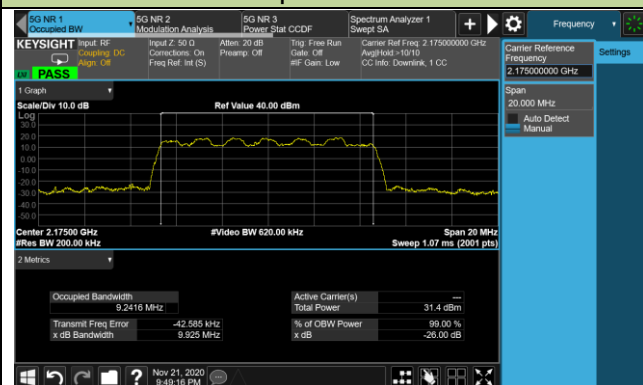 5G NR 1
Occupied BW
5G NR 2
Modulation Analysis
5G NR 3
Power Stat CCDF
Spectrum Analyzer 1
Swept SA
Frequency
KEYSIGHT
Input: RF
Coupling: DC
Align: Off
Input Z: 50 Ω
Corrections: On
Freq Ref: Int (S)
Atten: 20 dB
Preamp: Off
Trig: Free Run
Gate: Off
#IF Gain: Low
Carrier Ref Freq: 2.175000000 GHz
Avg|Hold:>10/10
CC Info: Downlink, 1 CC
PASS
Carrier Reference
Frequency
2.175000000 GHz
Settings
Span
20.000 MHz
Auto Detect
Manual
1 Graph
Scale/Div 10.0 dB
Ref Value 40.00 dBm
Log
30.0
20.0
10.0
0.00
-10.0
-20.0
-30.0
-40.0
-50.0
Center 2.17500 GHz
#Video BW 620.00 kHz
Span 20 MHz
#Res BW 200.00 kHz
Sweep 1.07 ms (2001 pts)
2 Metrics
Occupied Bandwidth
9.2416 MHz
Active Carrier(s)
---
Total Power
31.4 dBm
Transmit Freq Error
-42.585 kHz
% of OBW Power
99.00 %
x dB Bandwidth
9.925 MHz
x dB
-26.00 dB
?
Nov 21, 2020
9:49:16 PM